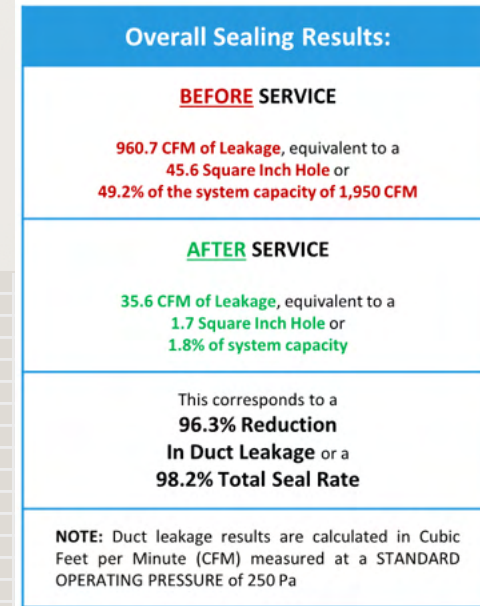 Overall Sealing Results:
BEFORE SERVICE
960.7 CFM of Leakage, equivalent to a
45.6 Square Inch Hole or
49.2% of the system capacity of 1,950 CFM
AFTER SERVICE
35.6 CFM of Leakage, equivalent to a
1.7 Square Inch Hole or
1.8% of system capacity
This corresponds to a
96.3% Reduction
In Duct Leakage or a
98.2% Total Seal Rate
NOTE: Duct leakage results are calculated in Cubic
Feet per Minute (CFM) measured at a STANDARD
OPERATING PRESSURE of 250 Pa